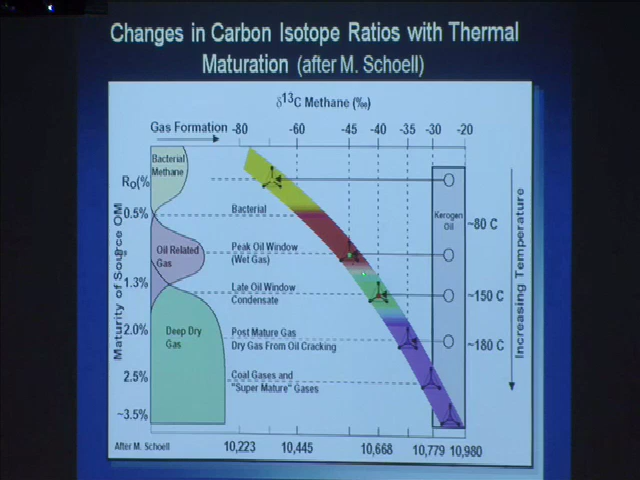 Changes in Carbon Isotope Ratios with Thermal
Maturation (after M. Schoell)
δ13C Methane (‰)
Gas Formation -80 -60 -45 -40 -35 -30 -20
Bacterial
Methane
Ro(%
0.5%
Bacterial
Kerogen
Oil
~80 C
Oil Related
Gas
Peak Oil Window
(Wet Gas)
1.3%
Late Oil Window
Condensate
~150 C
2.0%
Deep Dry
Gas
Post Mature Gas
Dry Gas From Oil Cracking
~180 C
2.5%
Coal Gases and
"Super Mature" Gases
~3.5%
Maturity of Source OM
Increasing Temperature
After M. Schoell 10,223 10,445 10,668 10,779 10,980